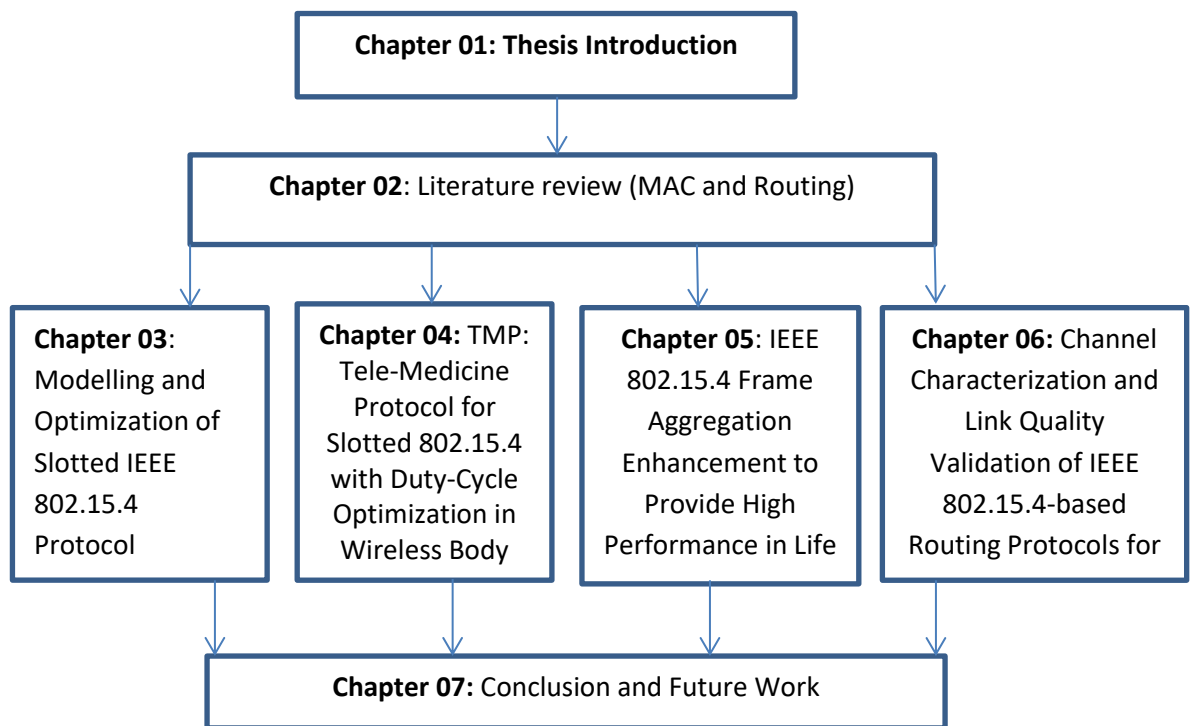 Chapter 01: Thesis Introduction
Chapter 02: Literature review (MAC and Routing)
Chapter 03:
Modelling and
Optimization of
Slotted IEEE
802.15.4
Protocol
Chapter 04: TMP:
Tele-Medicine
Protocol for
Slotted 802.15.4
with Duty-Cycle
Optimization in
Wireless Body
Chapter 05: IEEE
802.15.4 Frame
Aggregation
Enhancement to
Provide High
Performance in Life
Chapter 06: Channel
Characterization and
Link Quality
Validation of IEEE
802.15.4-based
Routing Protocols for
Chapter 07: Conclusion and Future Work